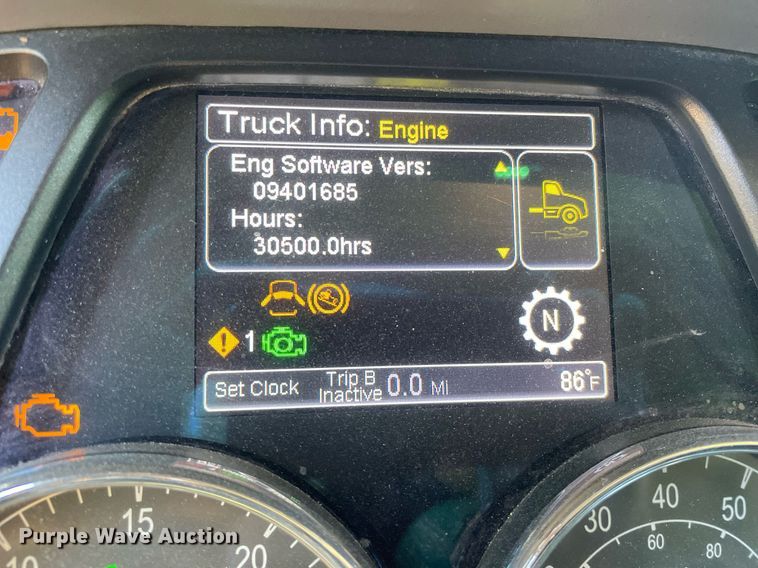 Truck Info: Engine
Eng Software Vers:
09401685
Hours:
30500.0hrs
N
! 1
Set Clock Trip B Inactive 0.0 MI 86°F
10 15 20
30 40 50
60 80
Purple Wave Auction